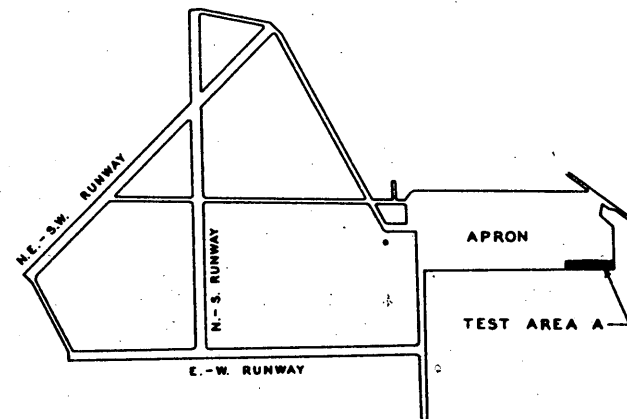 N.E.-S.W. RUNWAY
N.-S. RUNWAY
APRON
TEST AREA A
E.-W. RUNWAY